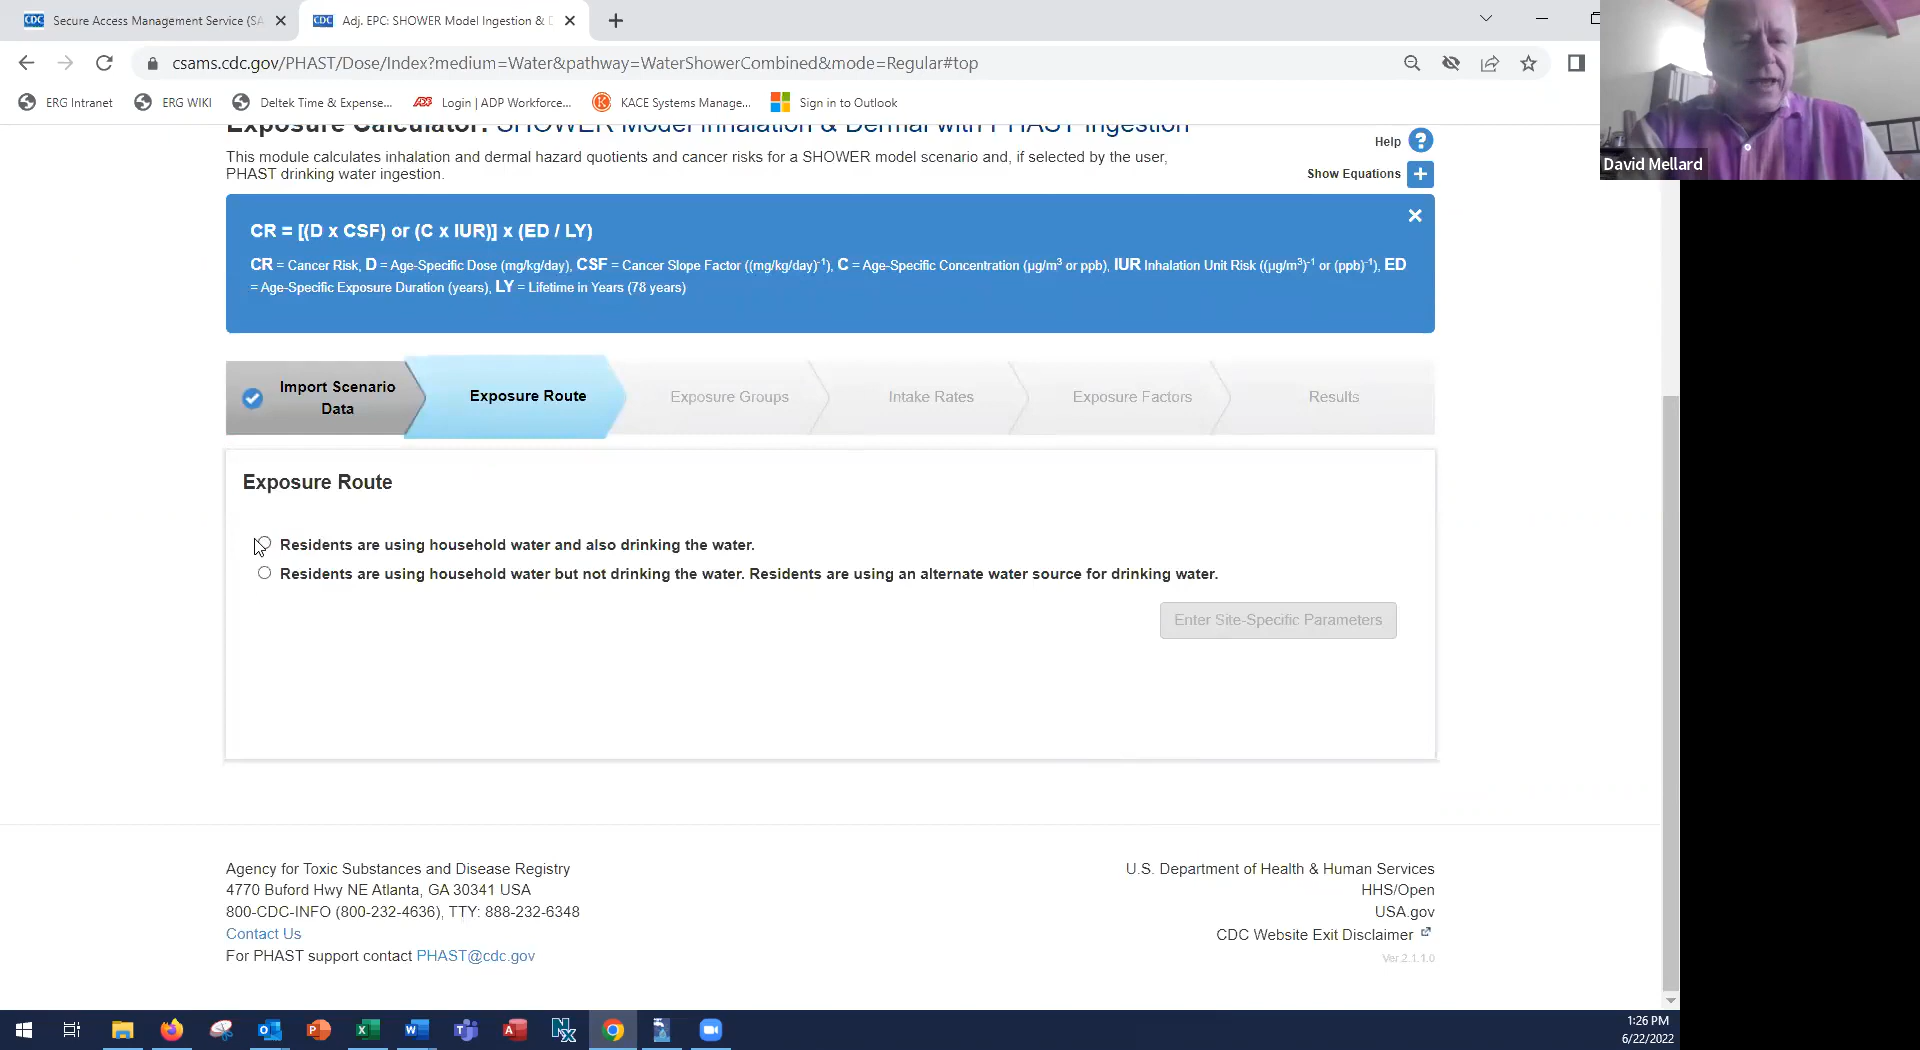 CDC Secure Access Management Service (SA
CDC Adj. EPC: SHOWER Model Ingestion & D
csams.cdc.gov/PHAST/Dose/Index?medium=Water&pathway=WaterShowerCombined&mode=Regular#top
ERG Intranet ERG WIKI Deltek Time & Expense... ADP Login | ADP Workforce... K KACE Systems Manage... Sign in to Outlook
David Mellard
Exposure Calculator: SHOWER Model Inhalation & Dermal with PHAST Ingestion
This module calculates inhalation and dermal hazard quotients and cancer risks for a SHOWER model scenario and, if selected by the user,
PHAST drinking water ingestion.
Help ?
Show Equations +
CR = [(D x CSF) or (C x IUR)] x (ED / LY)
CR = Cancer Risk, D = Age-Specific Dose (mg/kg/day), CSF = Cancer Slope Factor ((mg/kg/day)⁻¹), C = Age-Specific Concentration (µg/m³ or ppb), IUR Inhalation Unit Risk ((µg/m³)⁻¹ or (ppb)⁻¹), ED
= Age-Specific Exposure Duration (years), LY = Lifetime in Years (78 years)
Import Scenario
Data
Exposure Route
Exposure Groups
Intake Rates
Exposure Factors
Results
Exposure Route
Residents are using household water and also drinking the water.
Residents are using household water but not drinking the water. Residents are using an alternate water source for drinking water.
Enter Site-Specific Parameters
Agency for Toxic Substances and Disease Registry
4770 Buford Hwy NE Atlanta, GA 30341 USA
800-CDC-INFO (800-232-4636), TTY: 888-232-6348
Contact Us
For PHAST support contact PHAST@cdc.gov
U.S. Department of Health & Human Services
HHS/Open
USA.gov
CDC Website Exit Disclaimer
Ver 2.1.1.0
1:26 PM
6/22/2022